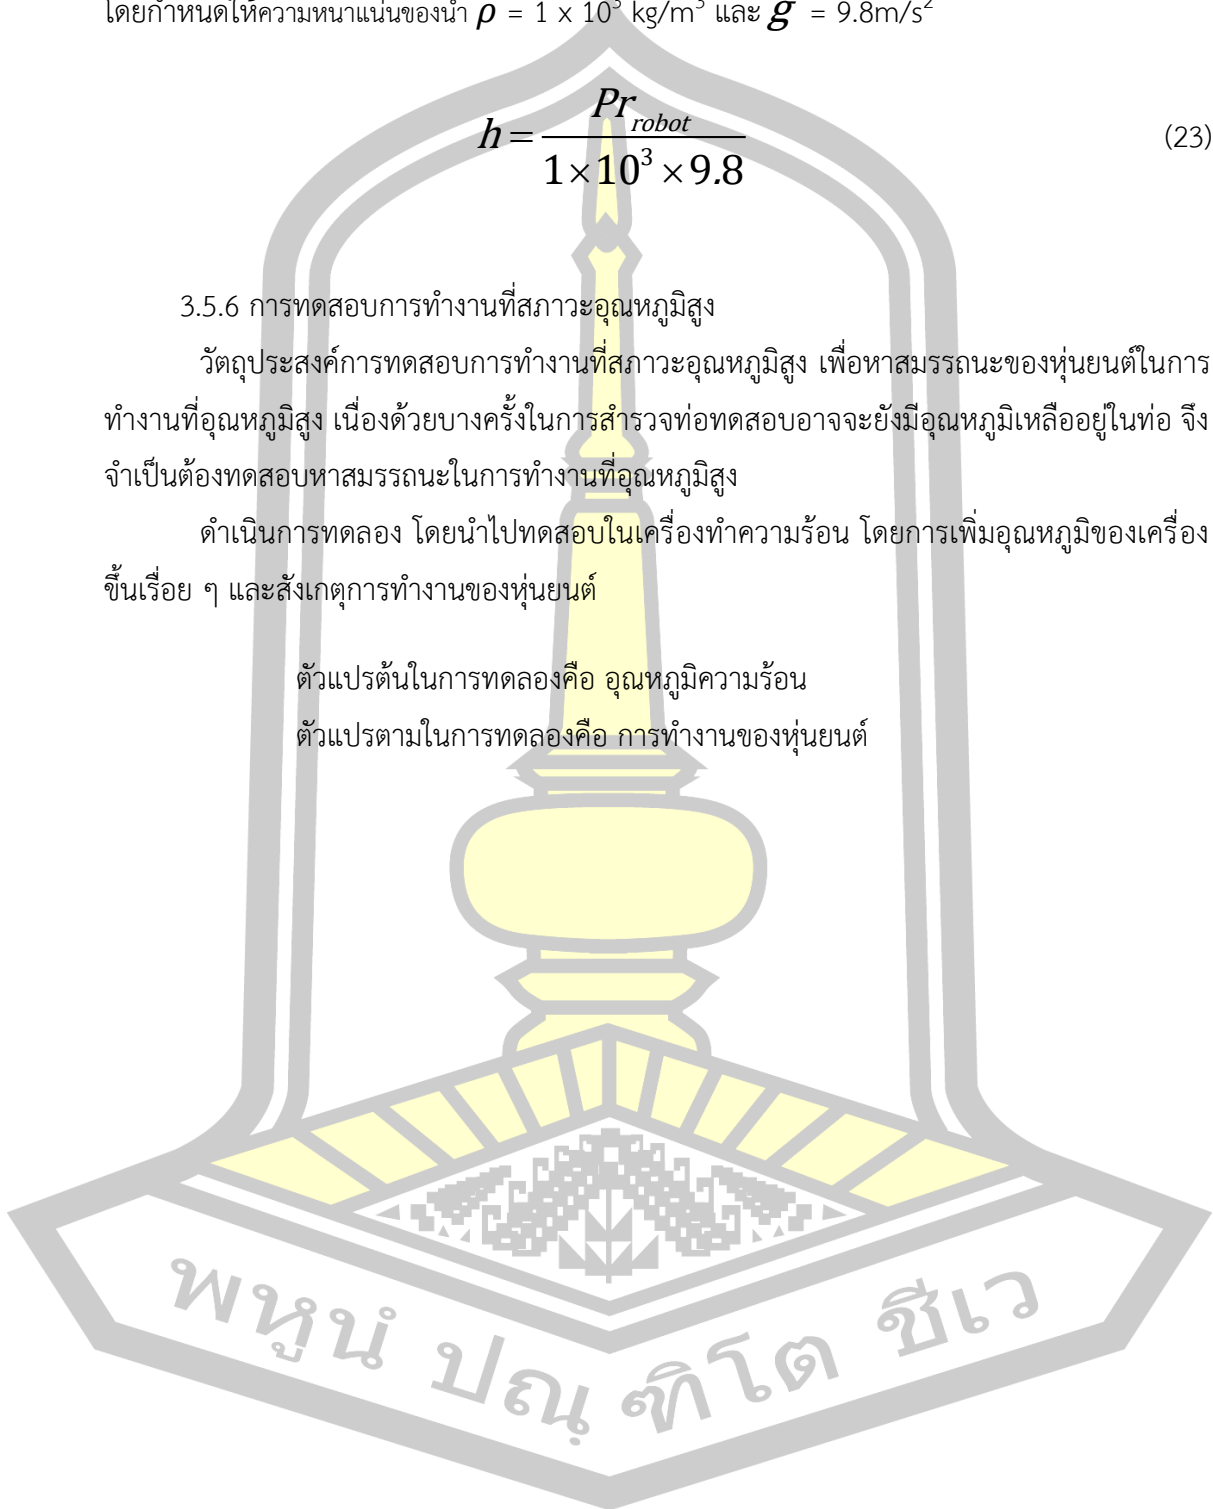 โดยกำหนดให้ความหนาแน่นของน้ำ ρ = 1 x 10³ kg/m³ และ g = 9.8m/s²
h = Pr_robot / 1×10³ ×9.8 (23)
3.5.6 การทดสอบการทำงานที่สภาวะอุณหภูมิสูง
วัตถุประสงค์การทดสอบการทำงานที่สภาวะอุณหภูมิสูง เพื่อหาสมรรถนะของหุ่นยนต์ในการ
ทำงานที่อุณหภูมิสูง เนื่องด้วยบางครั้งในการสำรวจท่อทดสอบอาจจะยังมีอุณหภูมิเหลืออยู่ในท่อ จึง
จำเป็นต้องทดสอบหาสมรรถนะในการทำงานที่อุณหภูมิสูง
ดำเนินการทดลอง โดยนำไปทดสอบในเครื่องทำความร้อน โดยการเพิ่มอุณหภูมิของเครื่อง
ขึ้นเรื่อย ๆ และสังเกตุการทำงานของหุ่นยนต์
ตัวแปรต้นในการทดลองคือ อุณหภูมิความร้อน
ตัวแปรตามในการทดลองคือ การทำงานของหุ่นยนต์
พหูนํ ปณฺฑิโต ชีเว